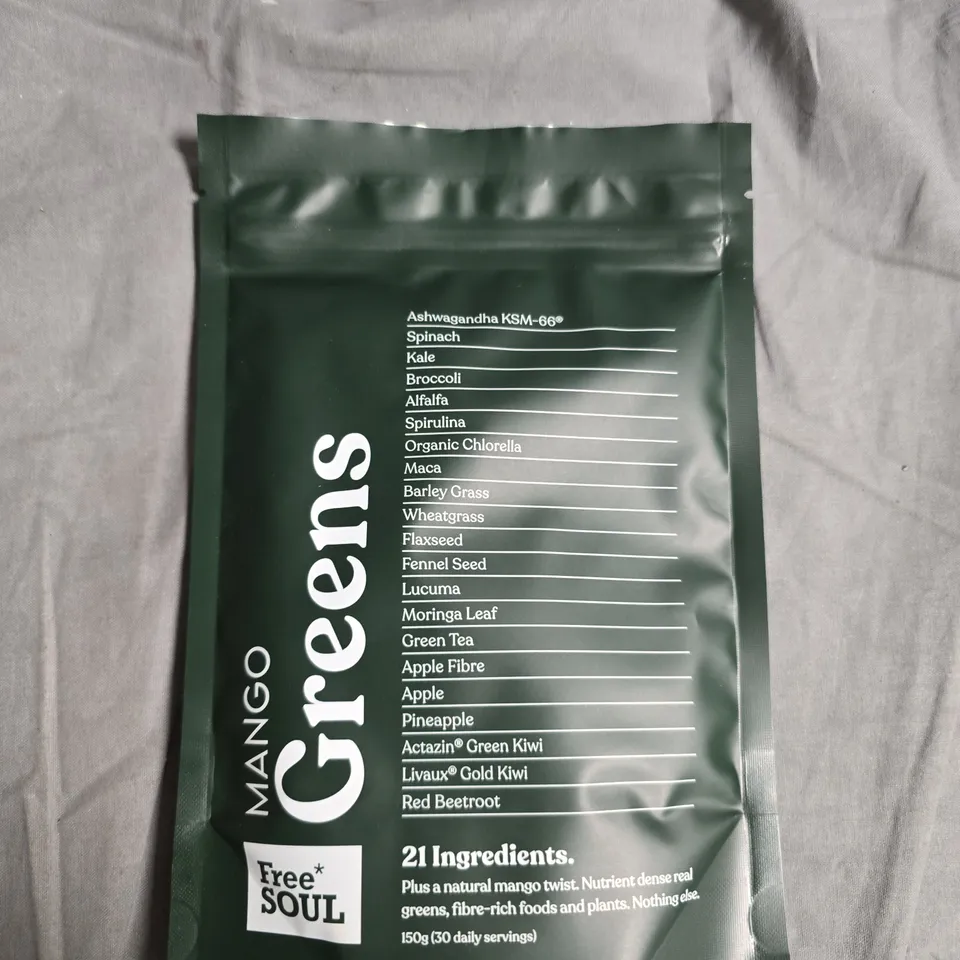 Ashwagandha KSM-66®
Spinach
Kale
Broccoli
Alfalfa
Spirulina
Organic Chlorella
Maca
Barley Grass
Wheatgrass
Flaxseed
Fennel Seed
Lucuma
Moringa Leaf
Green Tea
Apple Fibre
Apple
Pineapple
Actazin® Green Kiwi
Livaux® Gold Kiwi
Red Beetroot
MANGO
Greens
Free*
SOUL
21 Ingredients.
Plus a natural mango twist. Nutrient dense real
greens, fibre-rich foods and plants. Nothing else.
150g (30 daily servings)